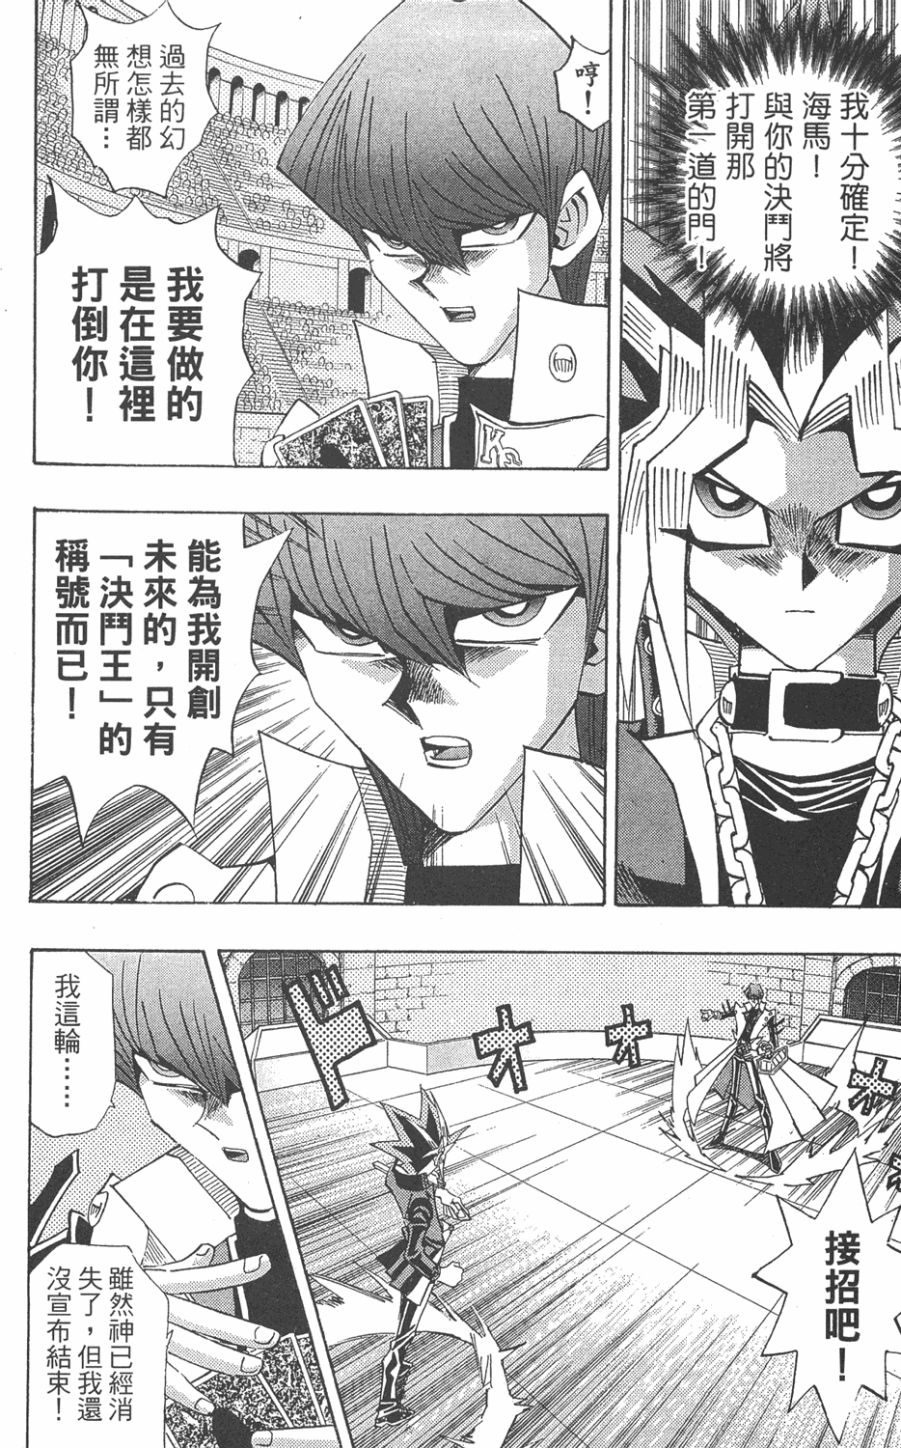 我十分確定！
海馬！
與你的決鬥將
打開那
第一道的門！
哼！
過去的幻
想怎樣都
無所謂…
我要做的
是在這裡
打倒你！
K
能為我開創
未來的，只有
「決鬥王」的
稱號而已！
ドオオオ
接招吧！
我這輪……
雖然神已經消
失了，但我還
沒宣布結束！